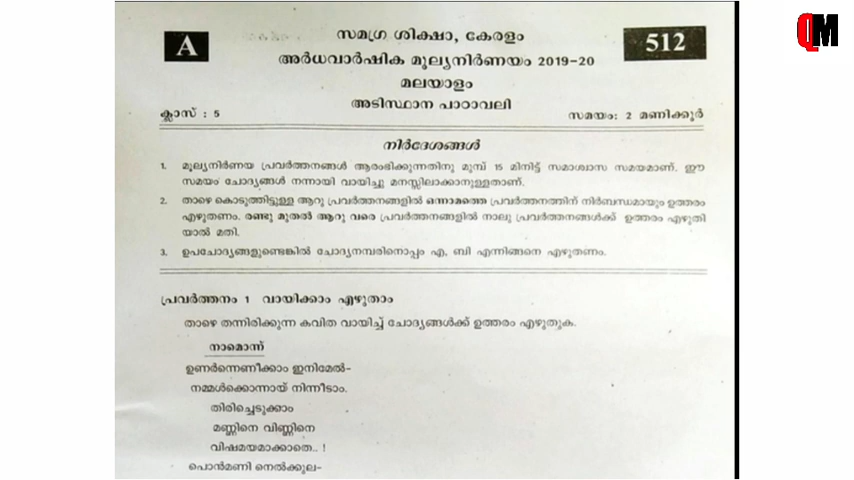 QM
A
512
സമഗ്ര ശിക്ഷാ, കേരളം
അർധവാർഷിക മൂല്യനിർണയം 2019-20
മലയാളം
അടിസ്ഥാന പാഠാവലി
ക്ലാസ് : 5
സമയം: 2 മണിക്കൂർ
നിർദേശങ്ങൾ
1. മൂല്യനിർണയ പ്രവർത്തനങ്ങൾ ആരംഭിക്കുന്നതിനു മുമ്പ് 15 മിനിട്ട് സമാശ്വാസ സമയമാണ്. ഈ
സമയം ചോദ്യങ്ങൾ നന്നായി വായിച്ചു മനസ്സിലാക്കാനുള്ളതാണ്.
2. താഴെ കൊടുത്തിട്ടുള്ള ആറു പ്രവർത്തനങ്ങളിൽ ഒന്നാമത്തെ പ്രവർത്തനത്തിന് നിർബന്ധമായും ഉത്തരം
എഴുതണം. രണ്ടു മുതൽ ആറു വരെ പ്രവർത്തനങ്ങളിൽ നാലു പ്രവർത്തനങ്ങൾക്ക് ഉത്തരം എഴുതി
യാൽ മതി.
3. ഉപചോദ്യങ്ങളുണ്ടെങ്കിൽ ചോദ്യനമ്പരിനൊപ്പം എ, ബി എന്നിങ്ങനെ എഴുതണം.
പ്രവർത്തനം 1 വായിക്കാം എഴുതാം
താഴെ തന്നിരിക്കുന്ന കവിത വായിച്ച് ചോദ്യങ്ങൾക്ക് ഉത്തരം എഴുതുക.
നാമൊന്ന്
ഉണർന്നെണീക്കാം ഇനിമേൽ-
നമ്മൾക്കൊന്നായ് നിന്നീടാം.
തിരിച്ചെടുക്കാം
മണ്ണിനെ വിണ്ണിനെ
വിഷമയമാക്കാതെ.. !
പൊൻമണി നെൽക്കുല-